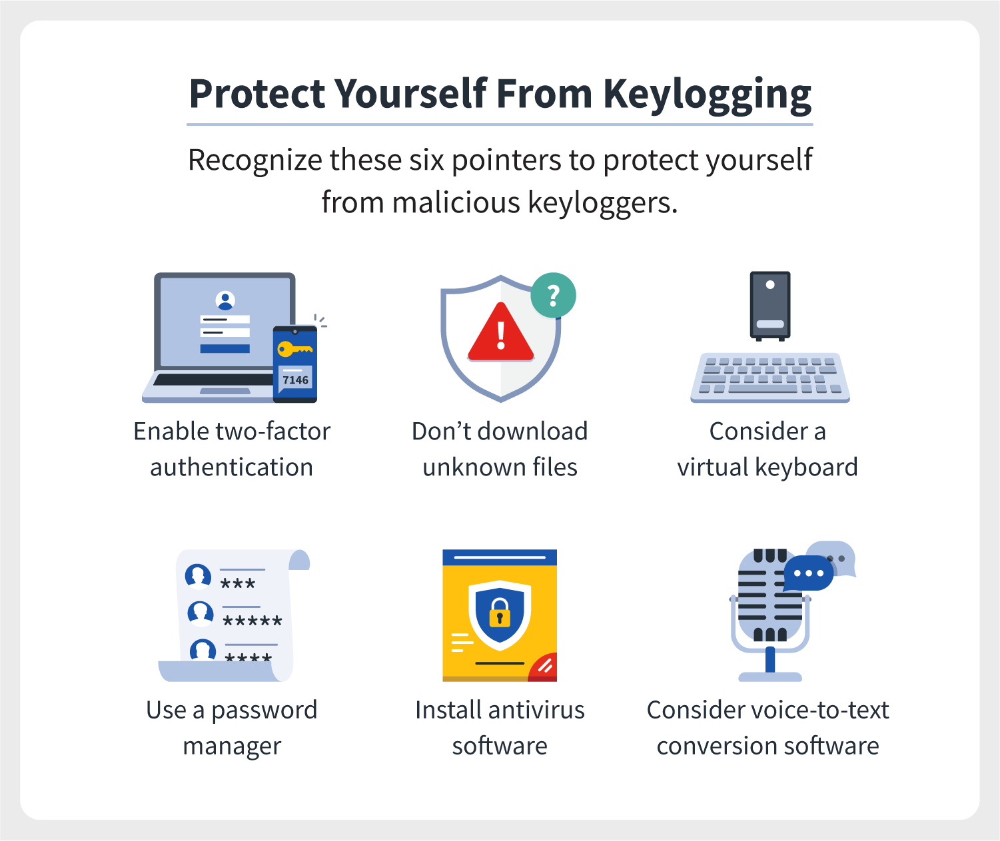 Protect Yourself From Keylogging
Recognize these six pointers to protect yourself
from malicious keyloggers.
7146
?
!
Enable two-factor
authentication
Don’t download
unknown files
Consider a
virtual keyboard
***
*****
****
Use a password
manager
Install antivirus
software
Consider voice-to-text
conversion software